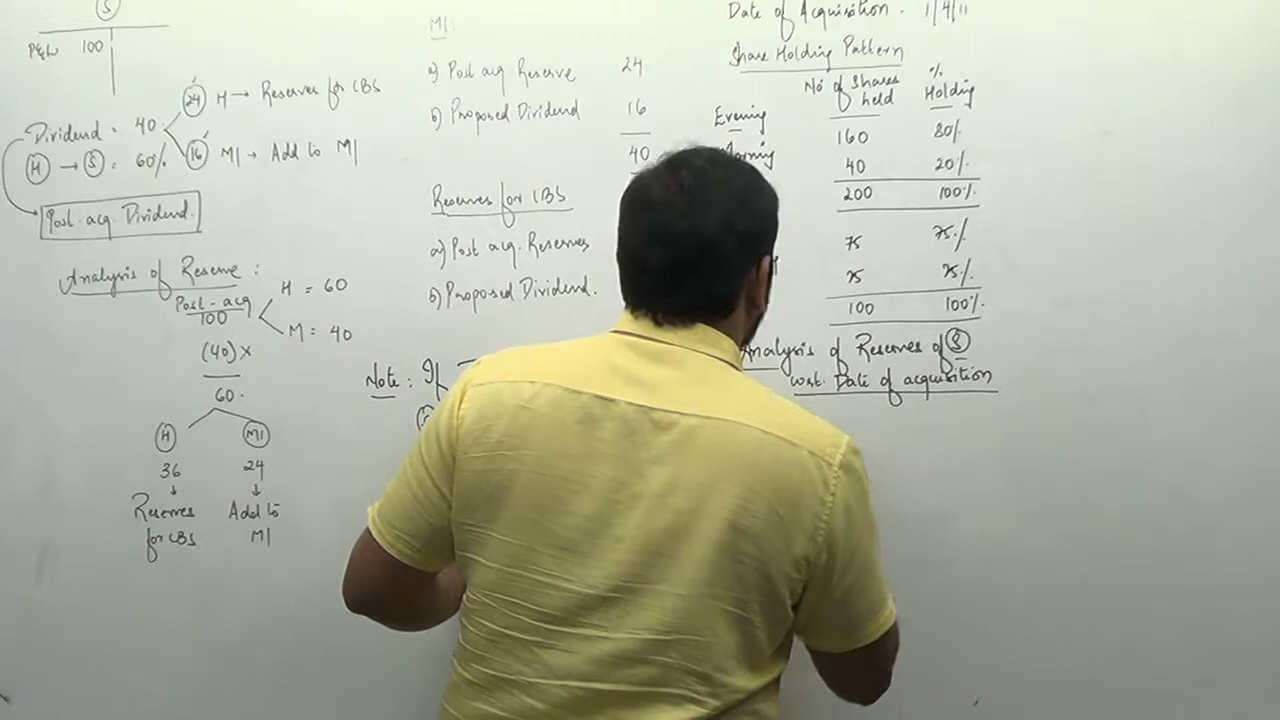 S
P&L 100
Dividend = 40
24 H → Reserves for CBS
16 MI → Add to MI
H → S = 60%
Post-acq. Dividend.
Analysis of Reserve :
Post-acq
100
H = 60
M = 40
(40) x
60.
H MI
36 24
Reserves Add to
for CBS MI
MI:
a) Post acq Reserve 24
b) Proposed Dividend 16
40
Reserves for CBS
a) Post acq. Reserves
b) Proposed Dividend.
Note : If
Date of Acquisition - 1/4/11
Share Holding Pattern
No of Shares held % Holding
Evening 160 80%
40 20%
200 100%
75 75%
100 100%
Analysis of Reserves of S
w.r.t. Date of acquisition